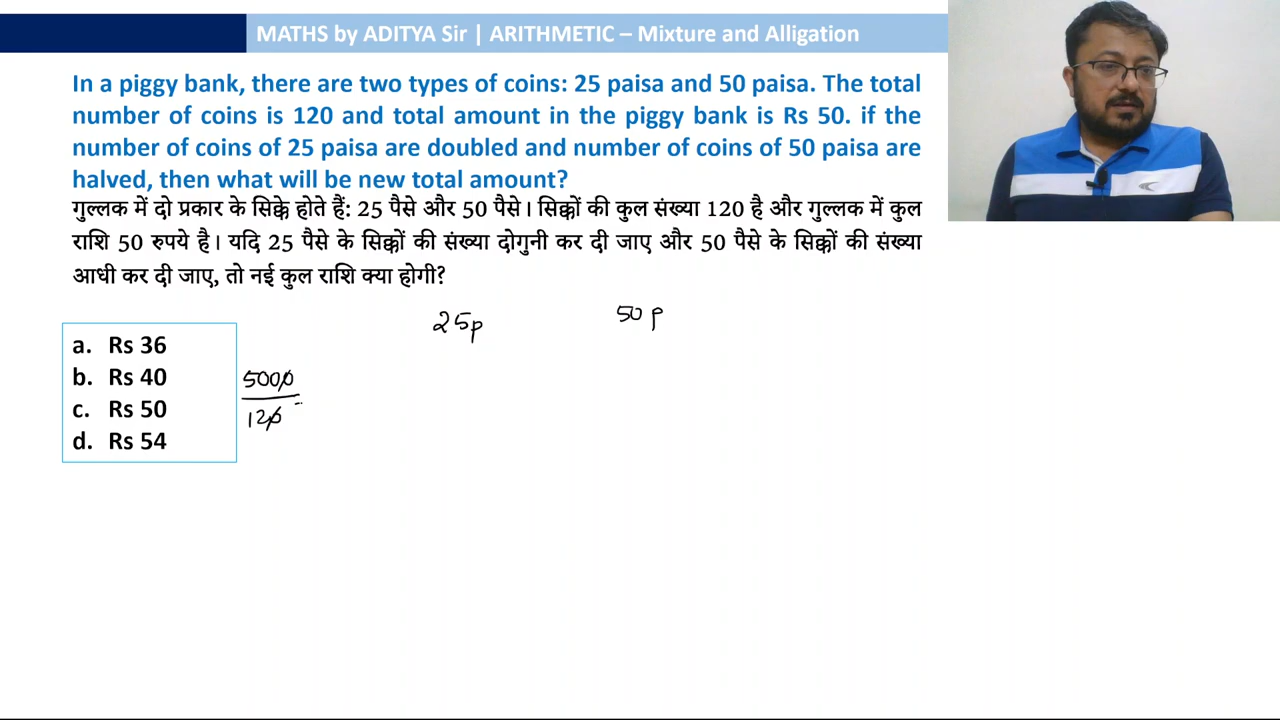 MATHS by ADITYA Sir | ARITHMETIC – Mixture and Alligation
In a piggy bank, there are two types of coins: 25 paisa and 50 paisa. The total
number of coins is 120 and total amount in the piggy bank is Rs 50. if the
number of coins of 25 paisa are doubled and number of coins of 50 paisa are
halved, then what will be new total amount?
गुल्लक में दो प्रकार के सिक्के होते हैं: 25 पैसे और 50 पैसे। सिक्कों की कुल संख्या 120 है और गुल्लक में कुल
राशि 50 रुपये है। यदि 25 पैसे के सिक्कों की संख्या दोगुनी कर दी जाए और 50 पैसे के सिक्कों की संख्या
आधी कर दी जाए, तो नई कुल राशि क्या होगी?
25p 50p
a. Rs 36
b. Rs 40
c. Rs 50
d. Rs 54
5000
120 =